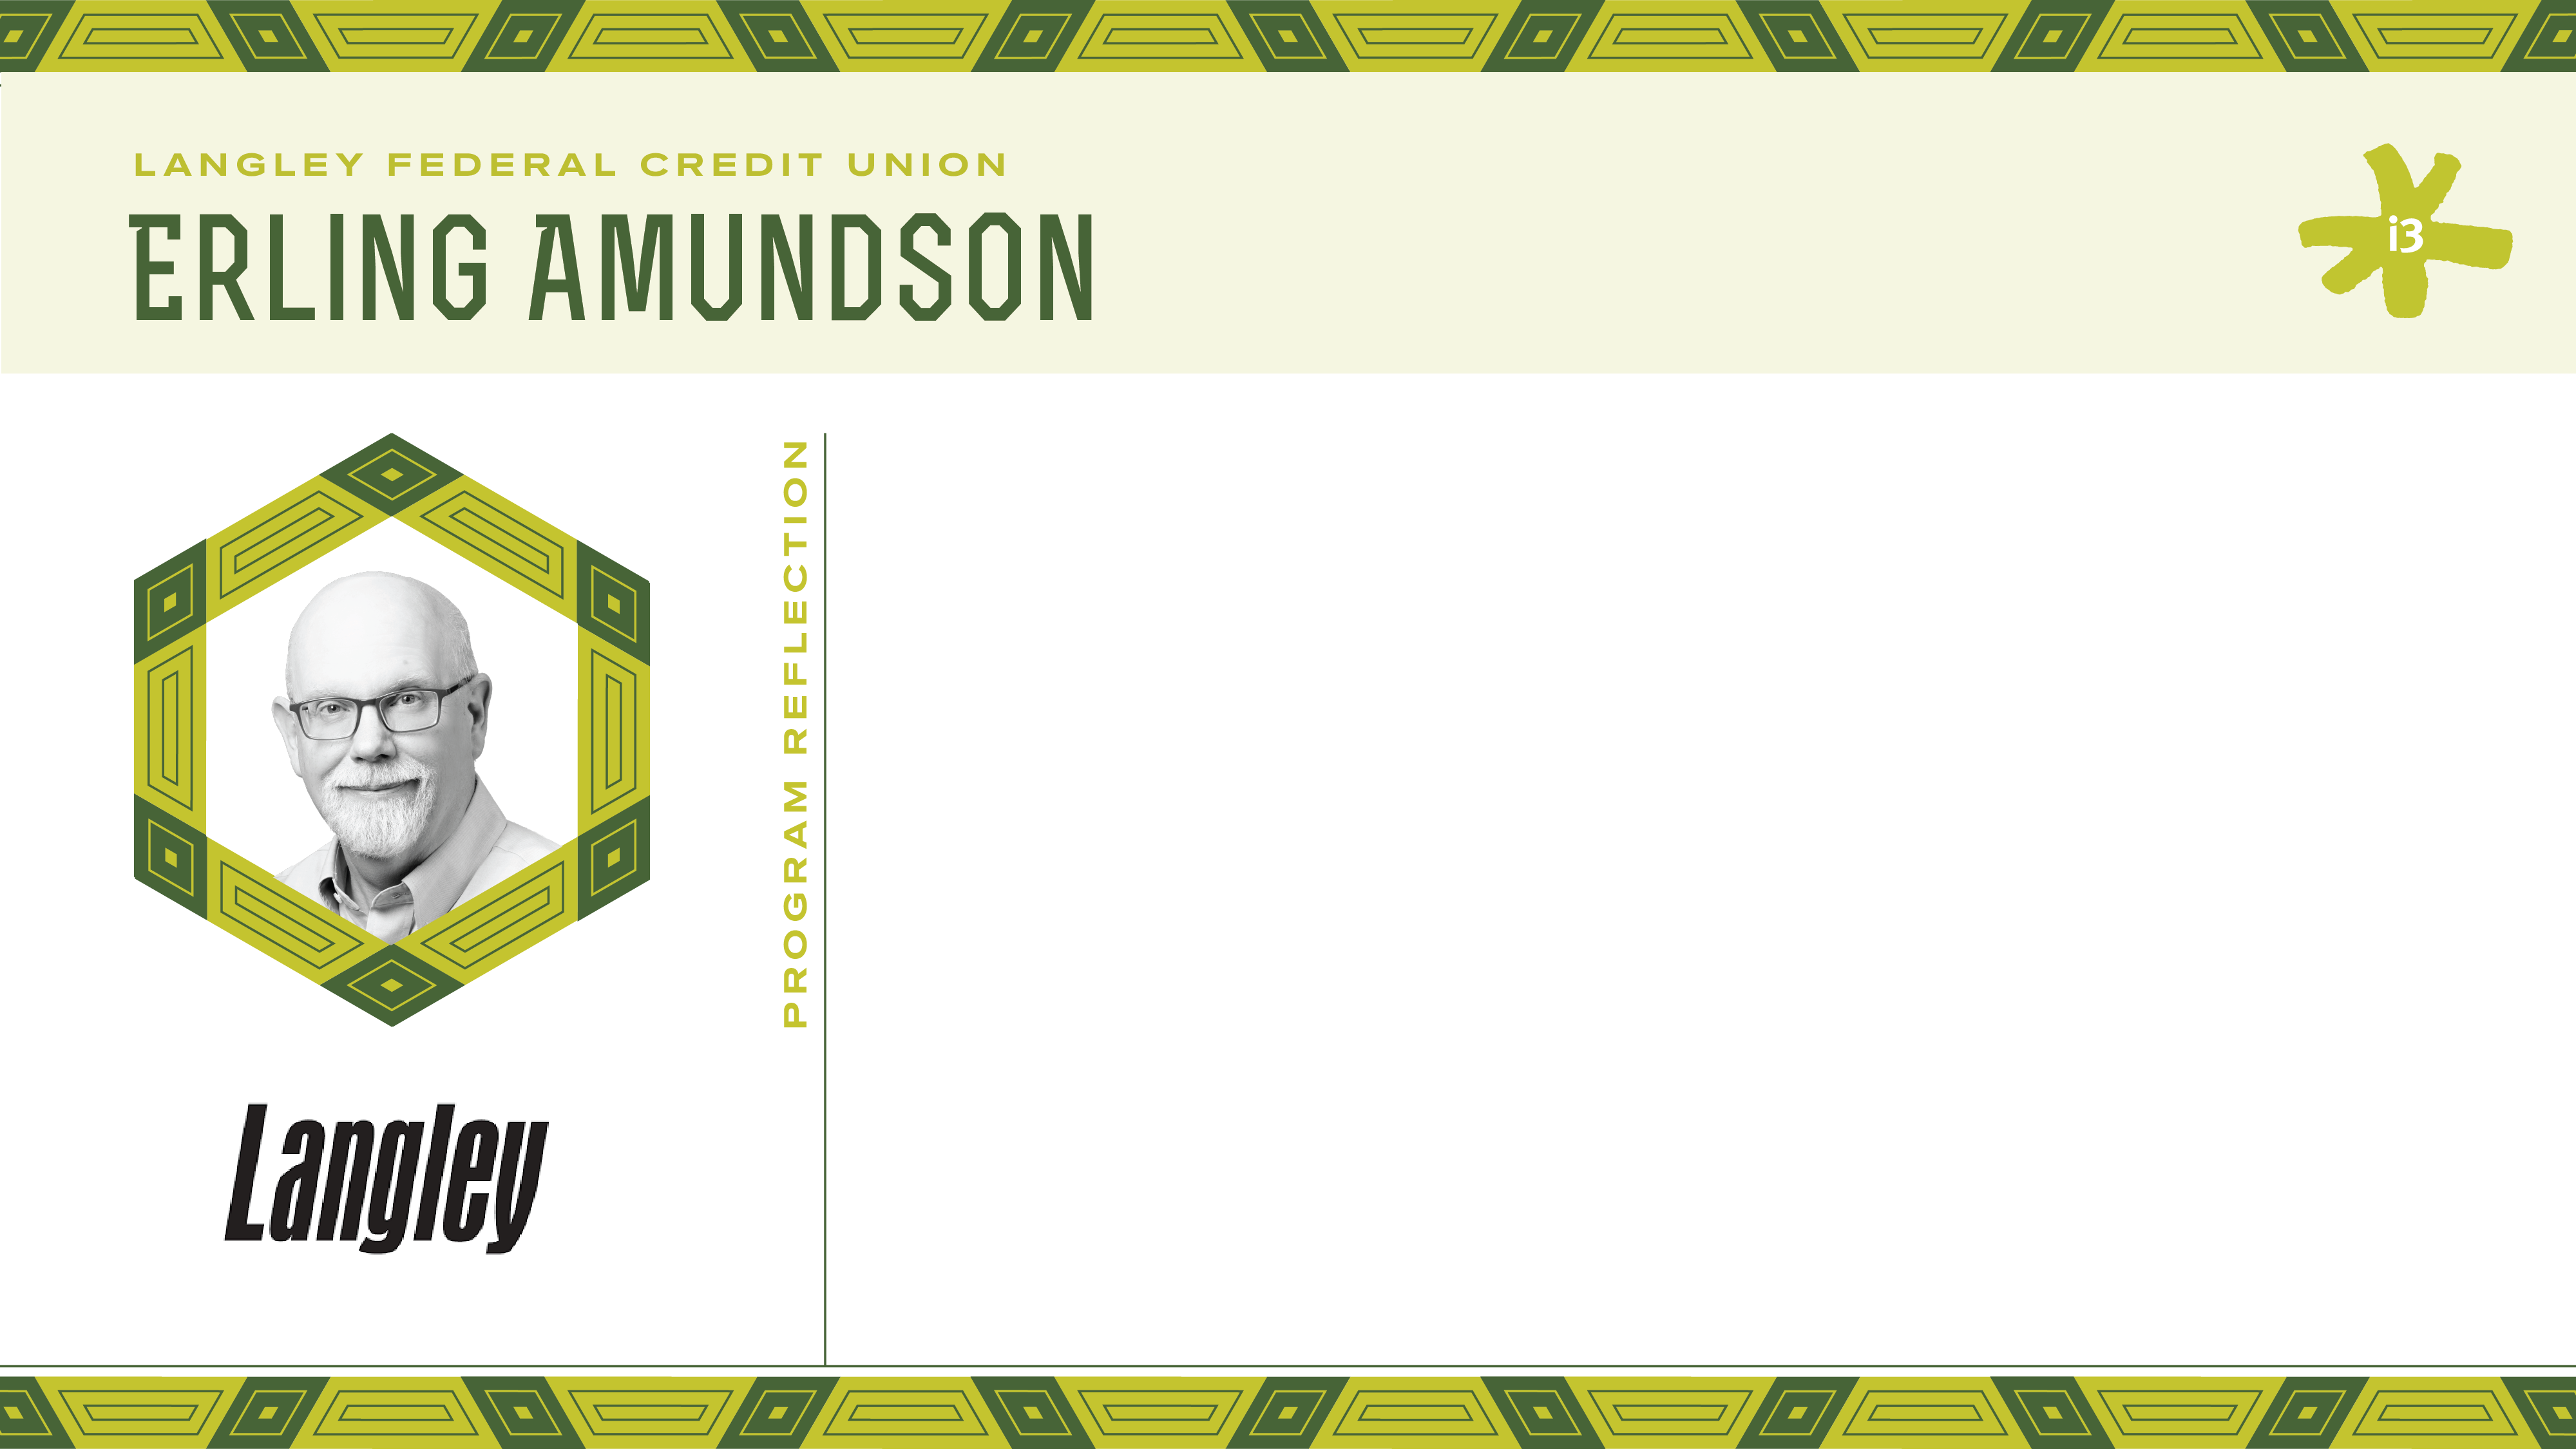 LANGLEY FEDERAL CREDIT UNION
ERLING AMUNDSON
i3
PROGRAM REFLECTION
Langley